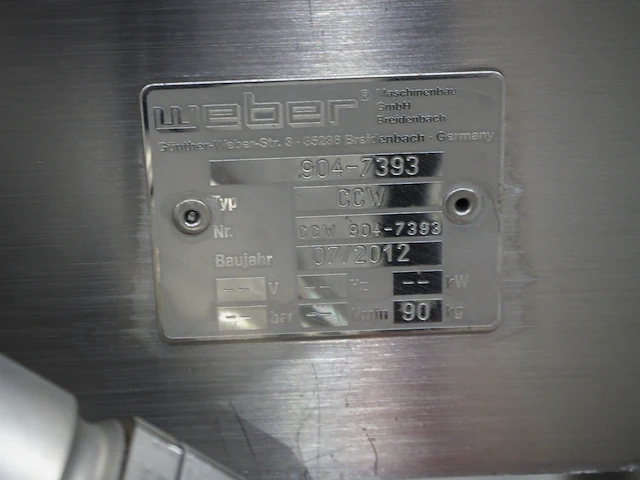 weber® Maschinenbau
GmbH
Breidenbach
Günther-Weber-Str. 3 · 35236 Breidenbach · Germany
904-7393
Typ CCW
Nr. CCW 904-7393
Baujahr 07/2012
-- V -- Hz -- kW
-- bar -- l/min 90 kg